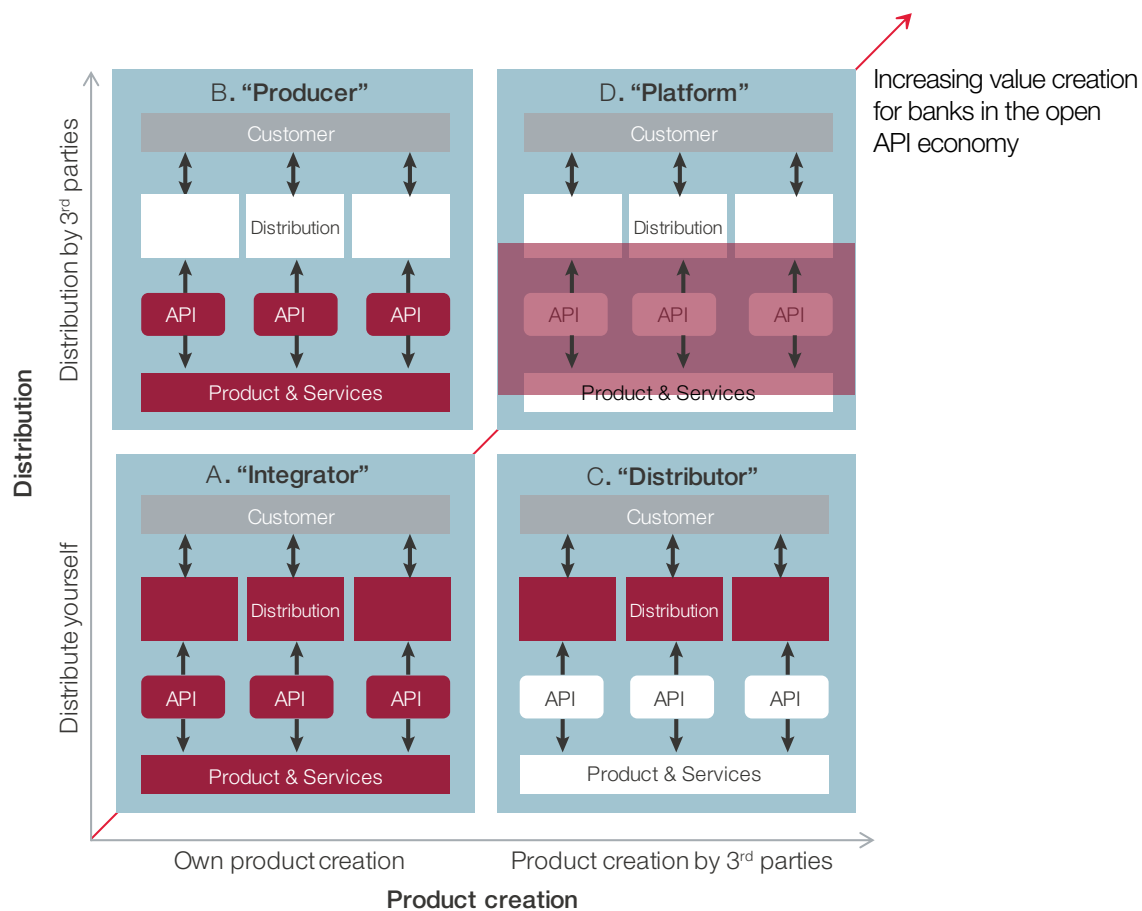 B. “Producer”
Customer
Distribution
API API API
Product & Services
D. “Platform”
Customer
Distribution
API API API
Product & Services
Increasing value creation
for banks in the open
API economy
A. “Integrator”
Customer
Distribution
API API API
Product & Services
C. “Distributor”
Customer
Distribution
API API API
Product & Services
Distribution
Distribution by 3rd parties
Distribute yourself
Own product creation
Product creation by 3rd parties
Product creation